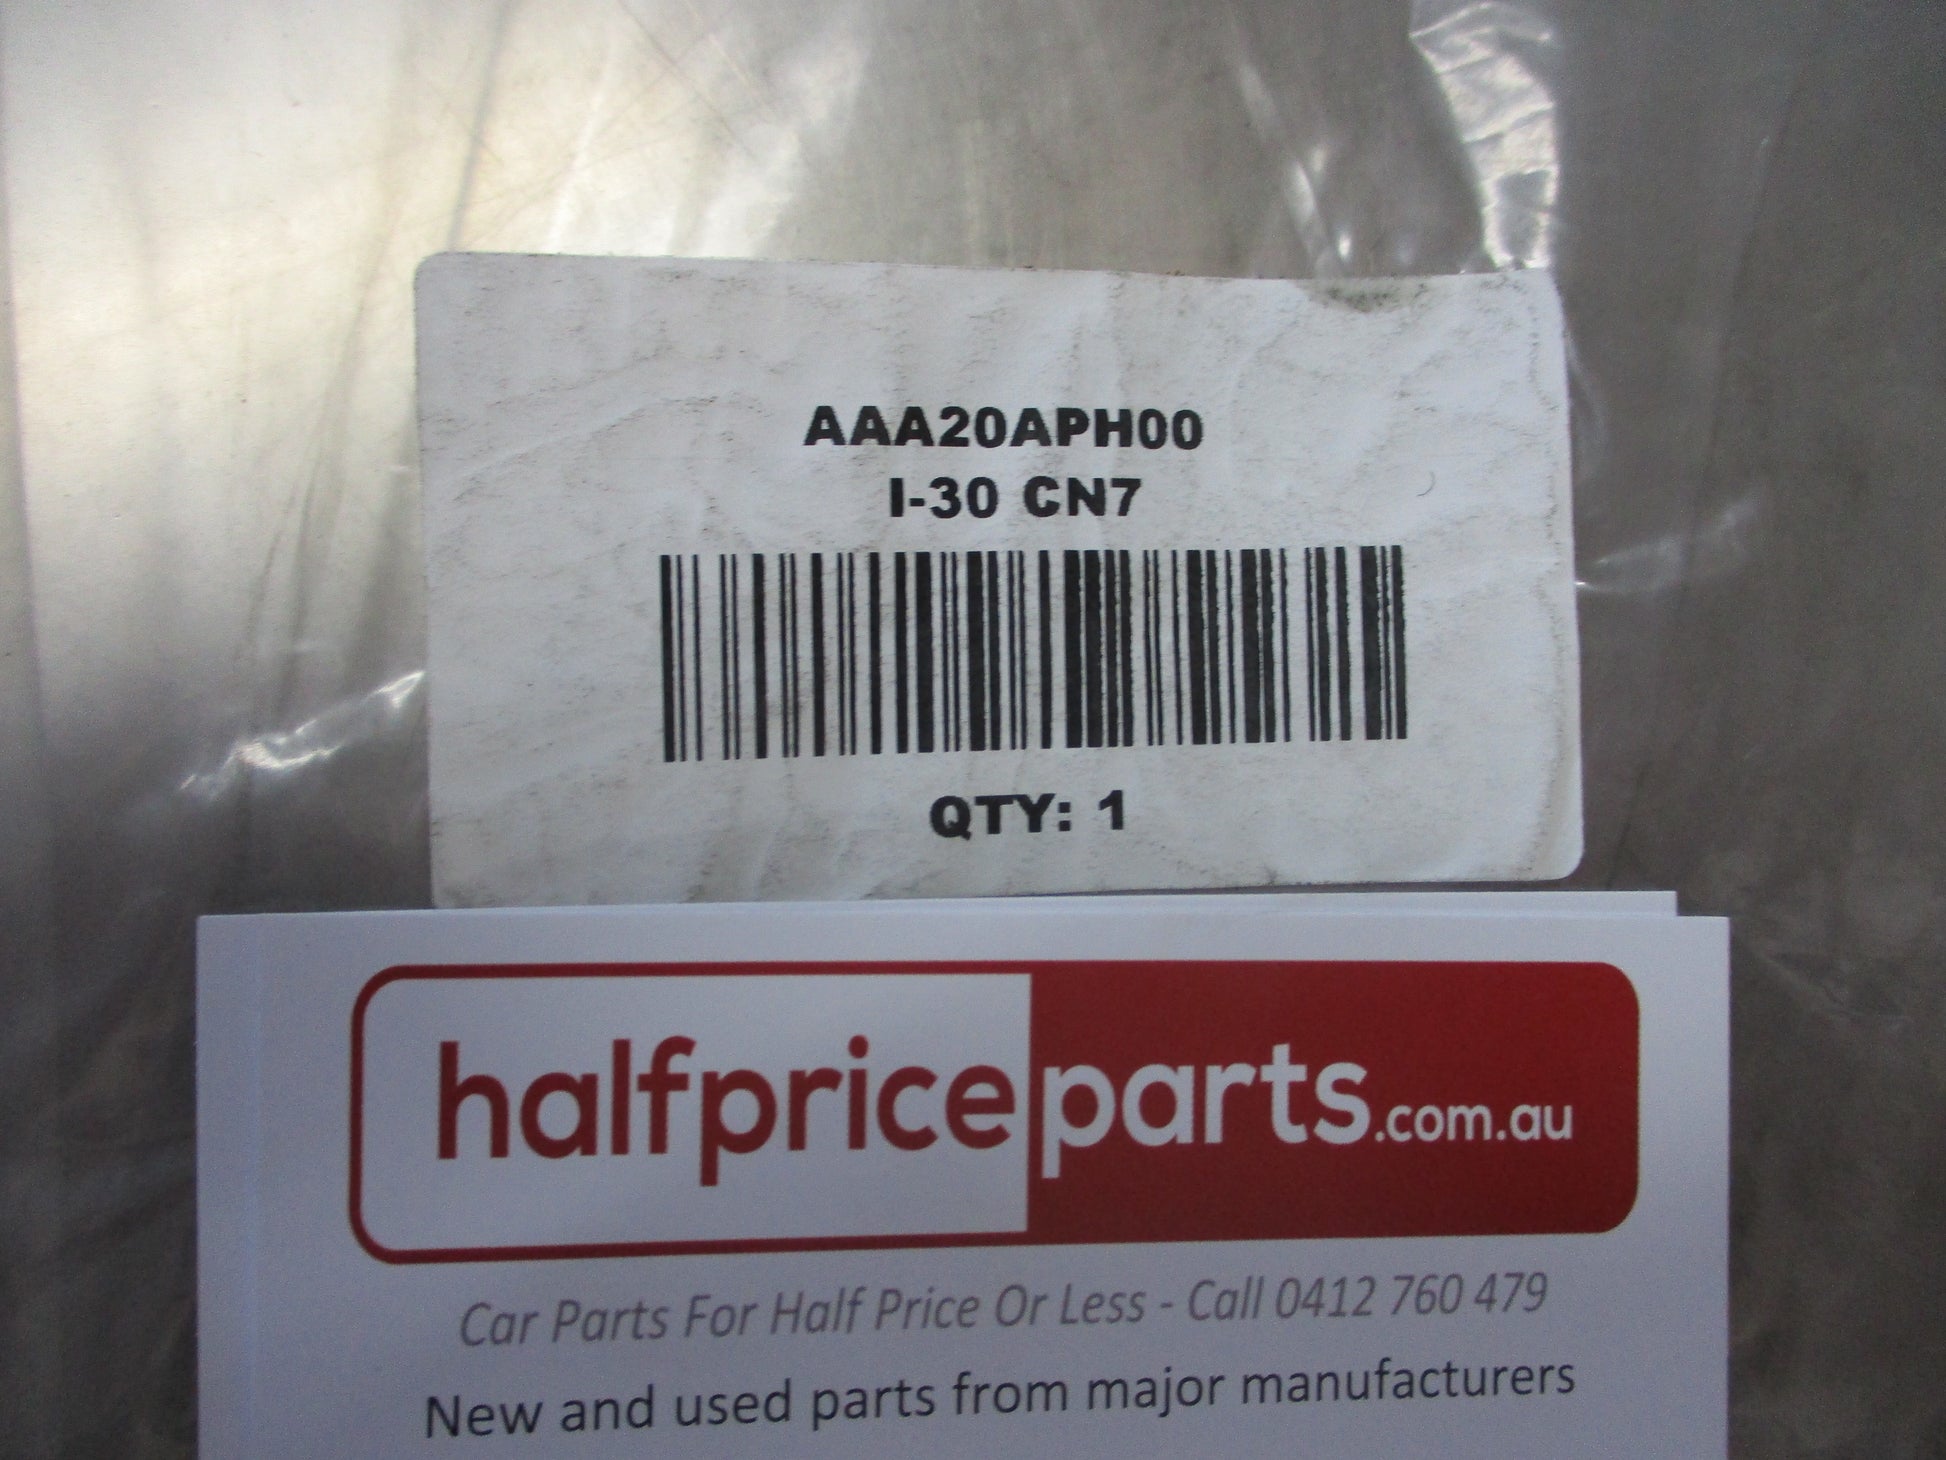 AAA20APH00
I-30 CN7
QTY: 1
halfpriceparts.com.au
Car Parts For Half Price Or Less - Call 0412 760 479
New and used parts from major manufacturers